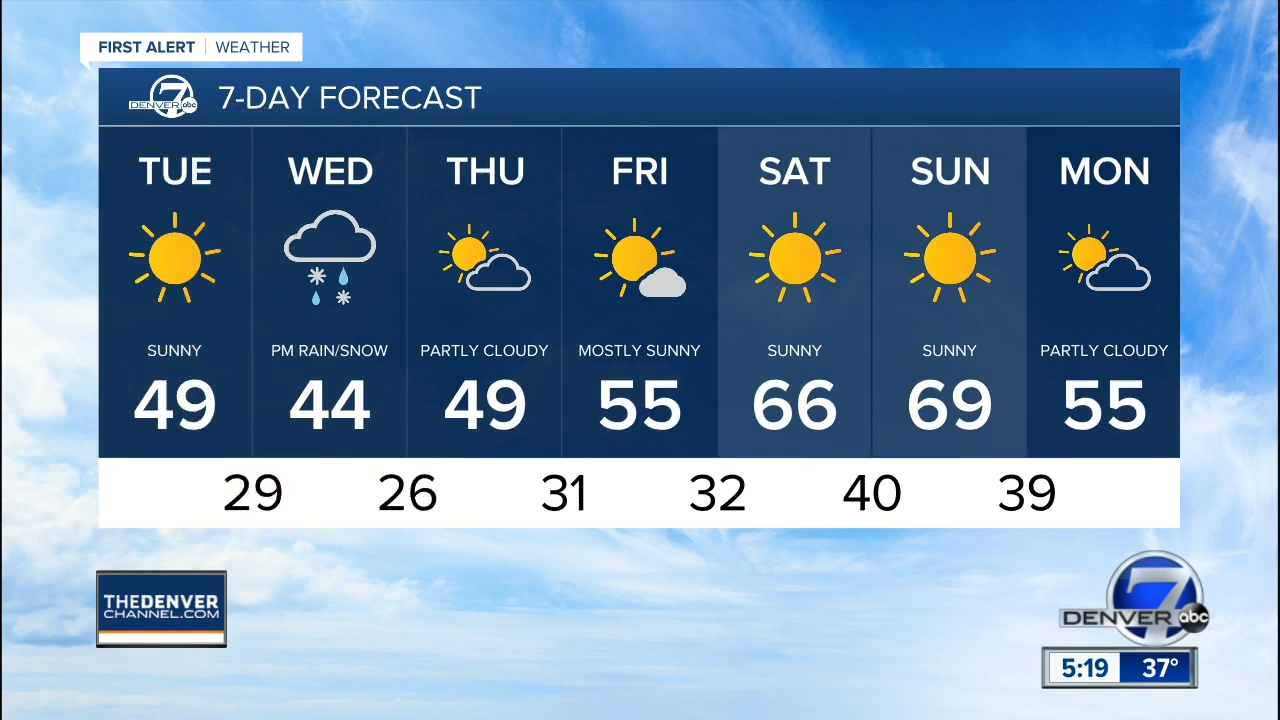 FIRST ALERT | WEATHER
DENVER 7 abc 7-DAY FORECAST
TUE WED THU FRI SAT SUN MON
SUNNY PM RAIN/SNOW PARTLY CLOUDY MOSTLY SUNNY SUNNY SUNNY PARTLY CLOUDY
49 44 49 55 66 69 55
29 26 31 32 40 39
THEDENVER
CHANNEL.COM
DENVER 7 abc
5:19 37°